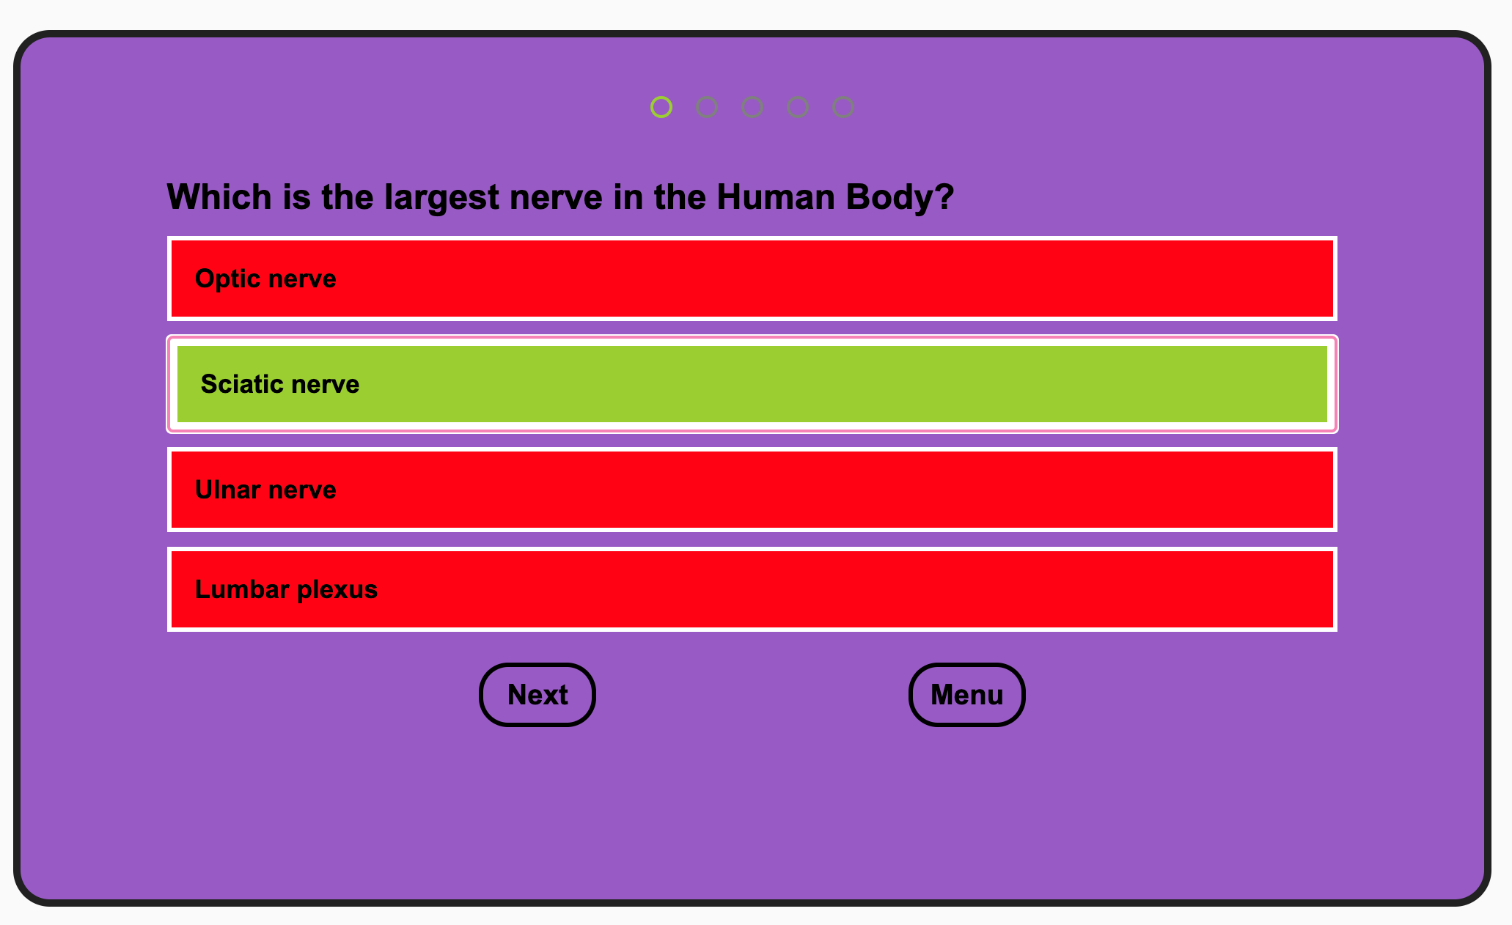 Which is the largest nerve in the Human Body?
Optic nerve
Sciatic nerve
Ulnar nerve
Lumbar plexus
Next
Menu